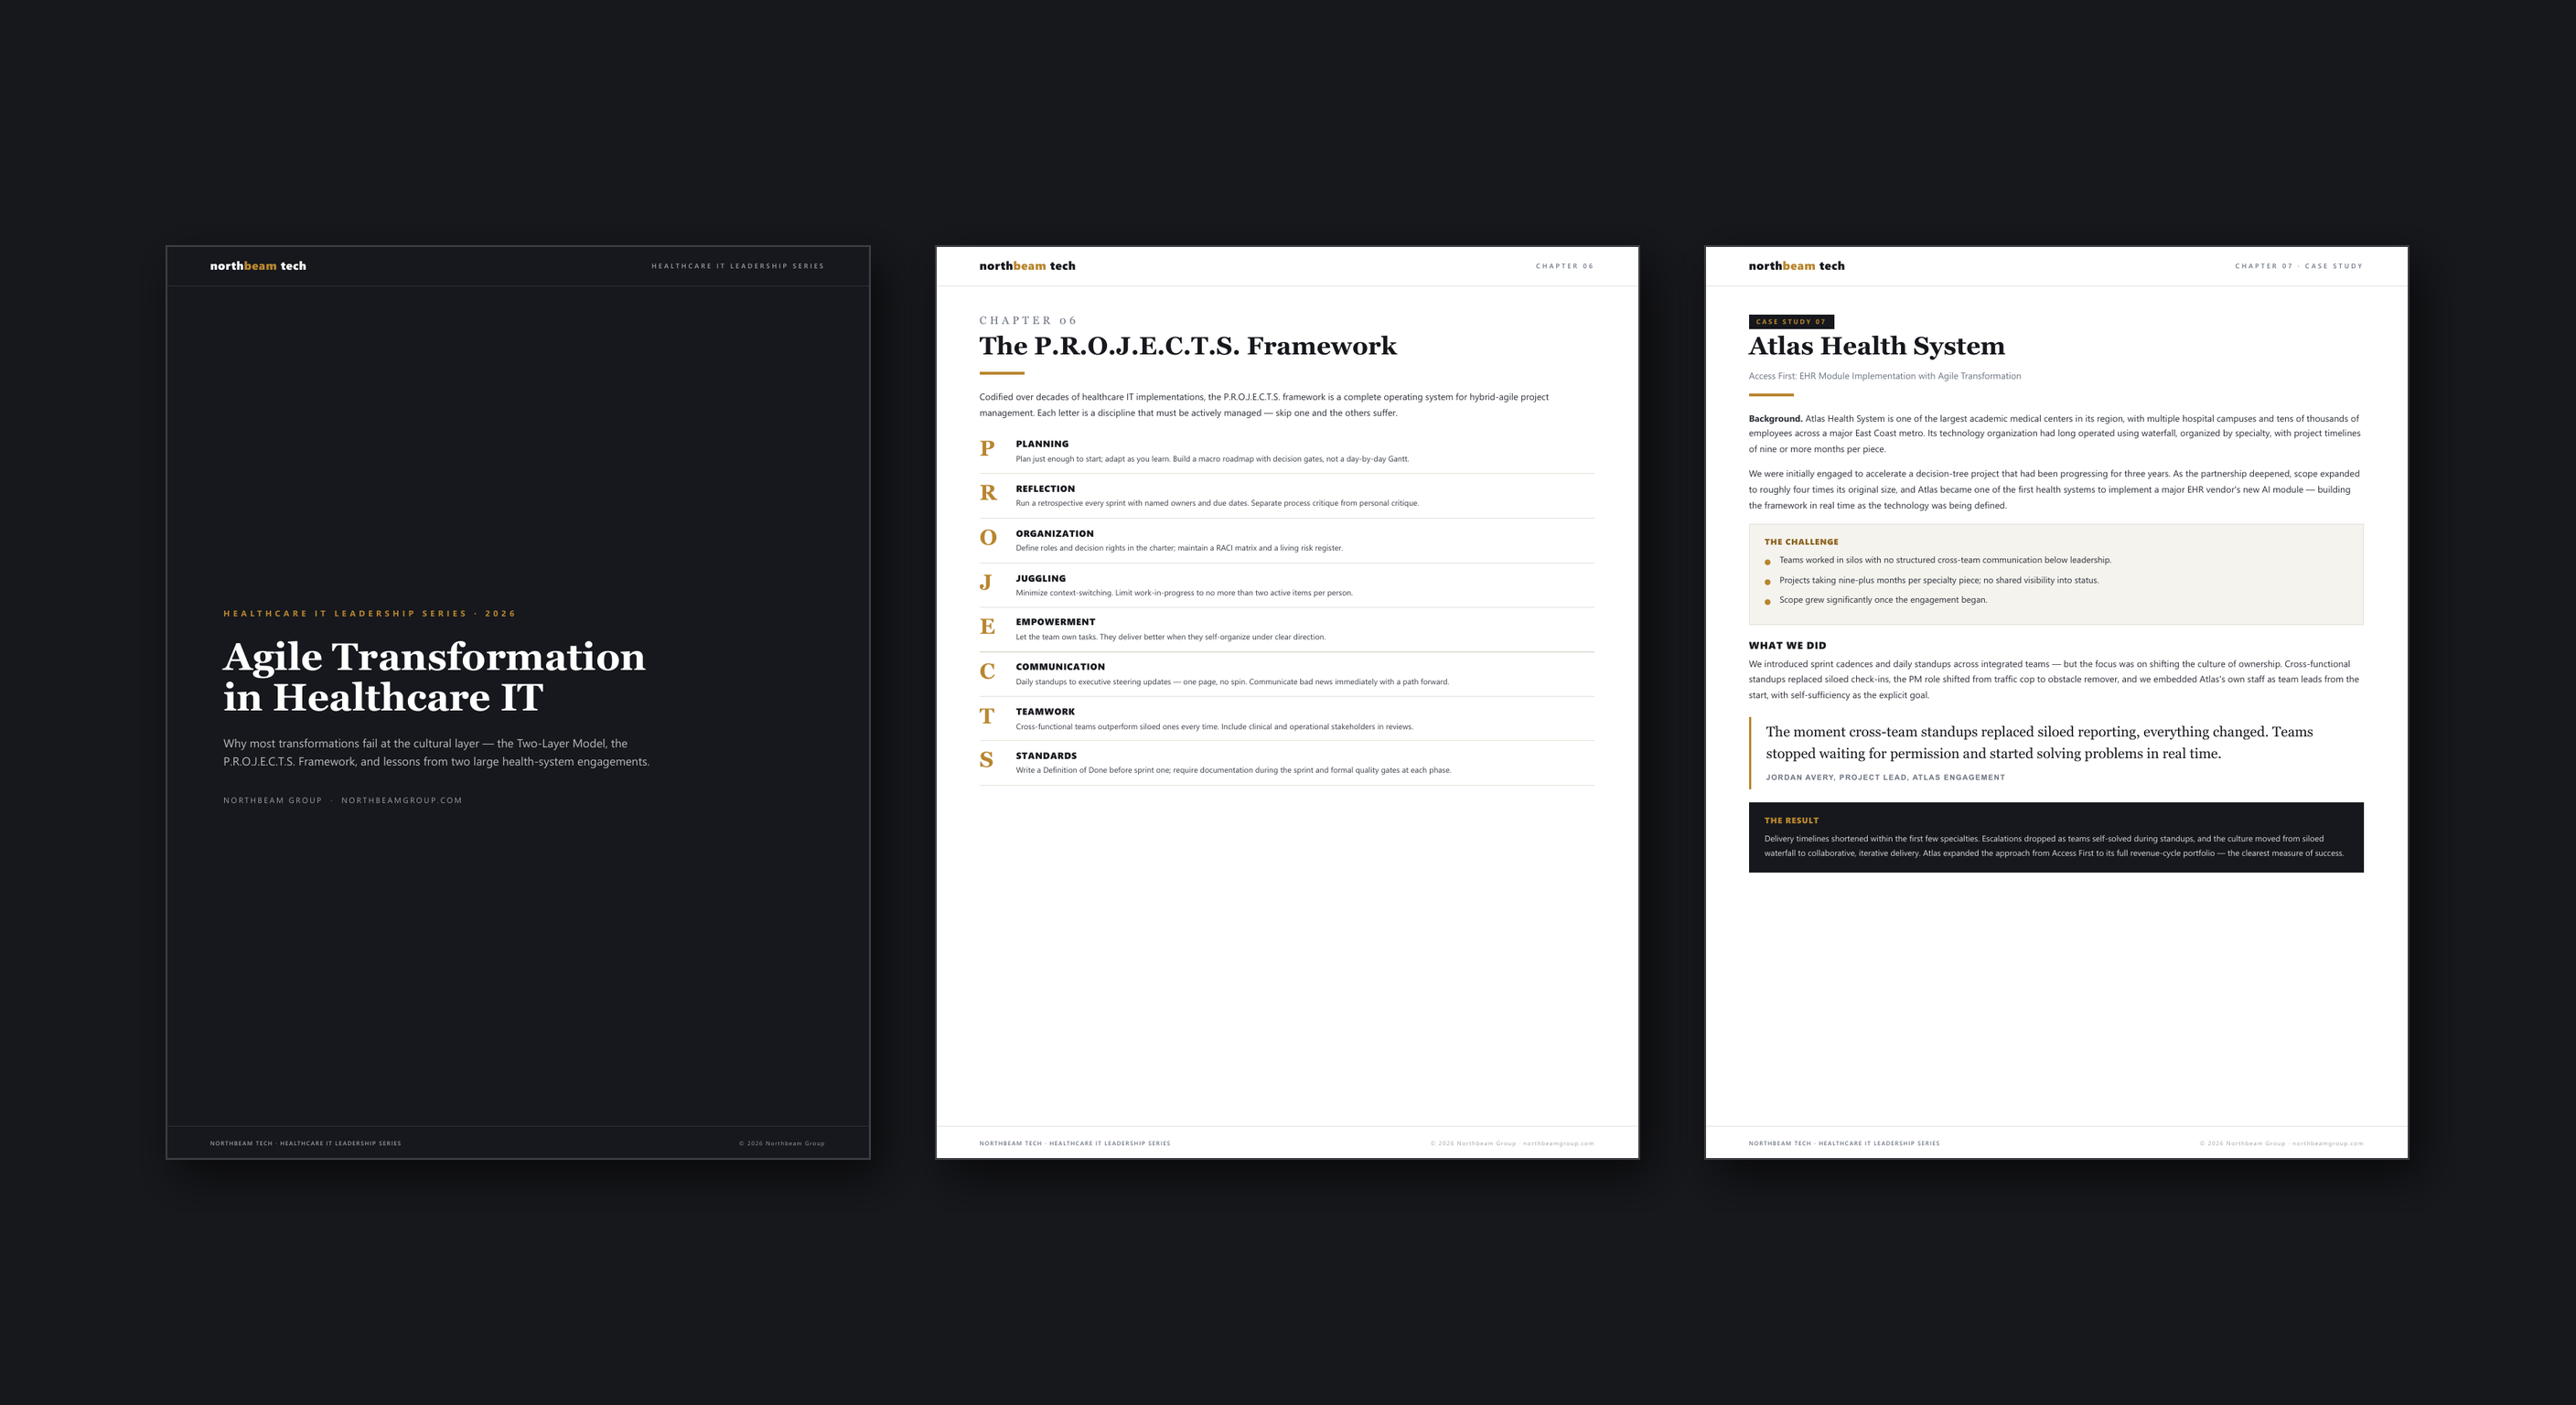 northbeam tech
HEALTHCARE IT LEADERSHIP SERIES
HEALTHCARE IT LEADERSHIP SERIES · 2026
Agile Transformation
in Healthcare IT
Why most transformations fail at the cultural layer — the Two-Layer Model, the
P.R.O.J.E.C.T.S. Framework, and lessons from two large health-system engagements.
NORTHBEAM GROUP · NORTHBEAMGROUP.COM
NORTHBEAM TECH · HEALTHCARE IT LEADERSHIP SERIES
© 2026 Northbeam Group
northbeam tech
CHAPTER 06
CHAPTER 06
The P.R.O.J.E.C.T.S. Framework
Codified over decades of healthcare IT implementations, the P.R.O.J.E.C.T.S. framework is a complete operating system for hybrid-agile project
management. Each letter is a discipline that must be actively managed — skip one and the others suffer.
P
PLANNING
Plan just enough to start; adapt as you learn. Build a macro roadmap with decision gates, not a day-by-day Gantt.
R
REFLECTION
Run a retrospective every sprint with named owners and due dates. Separate process critique from personal critique.
O
ORGANIZATION
Define roles and decision rights in the charter; maintain a RACI matrix and a living risk register.
J
JUGGLING
Minimize context-switching. Limit work-in-progress to no more than two active items per person.
E
EMPOWERMENT
Let the team own tasks. They deliver better when they self-organize under clear direction.
C
COMMUNICATION
Daily standups to executive steering updates — one page, no spin. Communicate bad news immediately with a path forward.
T
TEAMWORK
Cross-functional teams outperform siloed ones every time. Include clinical and operational stakeholders in reviews.
S
STANDARDS
Write a Definition of Done before sprint one; require documentation during the sprint and formal quality gates at each phase.
NORTHBEAM TECH · HEALTHCARE IT LEADERSHIP SERIES
© 2026 Northbeam Group · northbeamgroup.com
northbeam tech
CHAPTER 07 · CASE STUDY
CASE STUDY 07
Atlas Health System
Access First: EHR Module Implementation with Agile Transformation
Background. Atlas Health System is one of the largest academic medical centers in its region, with multiple hospital campuses and tens of thousands of
employees across a major East Coast metro. Its technology organization had long operated using waterfall, organized by specialty, with project timelines
of nine or more months per piece.
We were initially engaged to accelerate a decision-tree project that had been progressing for three years. As the partnership deepened, scope expanded
to roughly four times its original size, and Atlas became one of the first health systems to implement a major EHR vendor's new AI module — building
the framework in real time as the technology was being defined.
THE CHALLENGE
Teams worked in silos with no structured cross-team communication below leadership.
Projects taking nine-plus months per specialty piece; no shared visibility into status.
Scope grew significantly once the engagement began.
WHAT WE DID
We introduced sprint cadences and daily standups across integrated teams — but the focus was on shifting the culture of ownership. Cross-functional
standups replaced siloed check-ins, the PM role shifted from traffic cop to obstacle remover, and we embedded Atlas's own staff as team leads from the
start, with self-sufficiency as the explicit goal.
The moment cross-team standups replaced siloed reporting, everything changed. Teams
stopped waiting for permission and started solving problems in real time.
JORDAN AVERY, PROJECT LEAD, ATLAS ENGAGEMENT
THE RESULT
Delivery timelines shortened within the first few specialties. Escalations dropped as teams self-solved during standups, and the culture moved from siloed
waterfall to collaborative, iterative delivery. Atlas expanded the approach from Access First to its full revenue-cycle portfolio — the clearest measure of success.
NORTHBEAM TECH · HEALTHCARE IT LEADERSHIP SERIES
© 2026 Northbeam Group · northbeamgroup.com